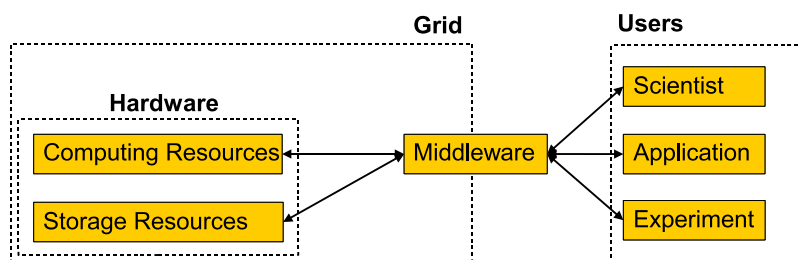 Grid
Users
Hardware
Scientist
Computing Resources
Middleware
Application
Storage Resources
Experiment